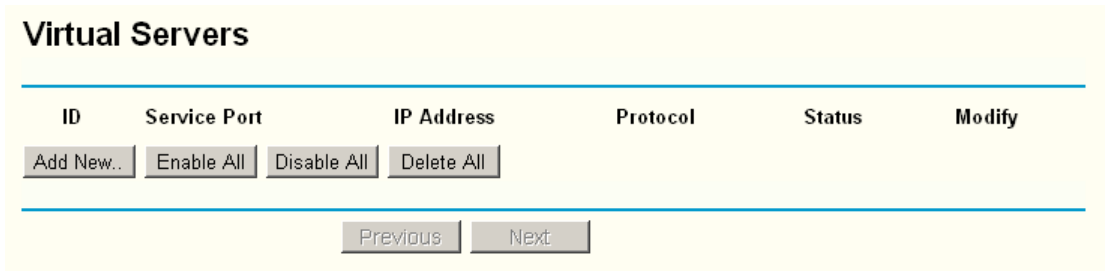 Virtual Servers
ID Service Port IP Address Protocol Status Modify
Add New.. Enable All Disable All Delete All
Previous Next